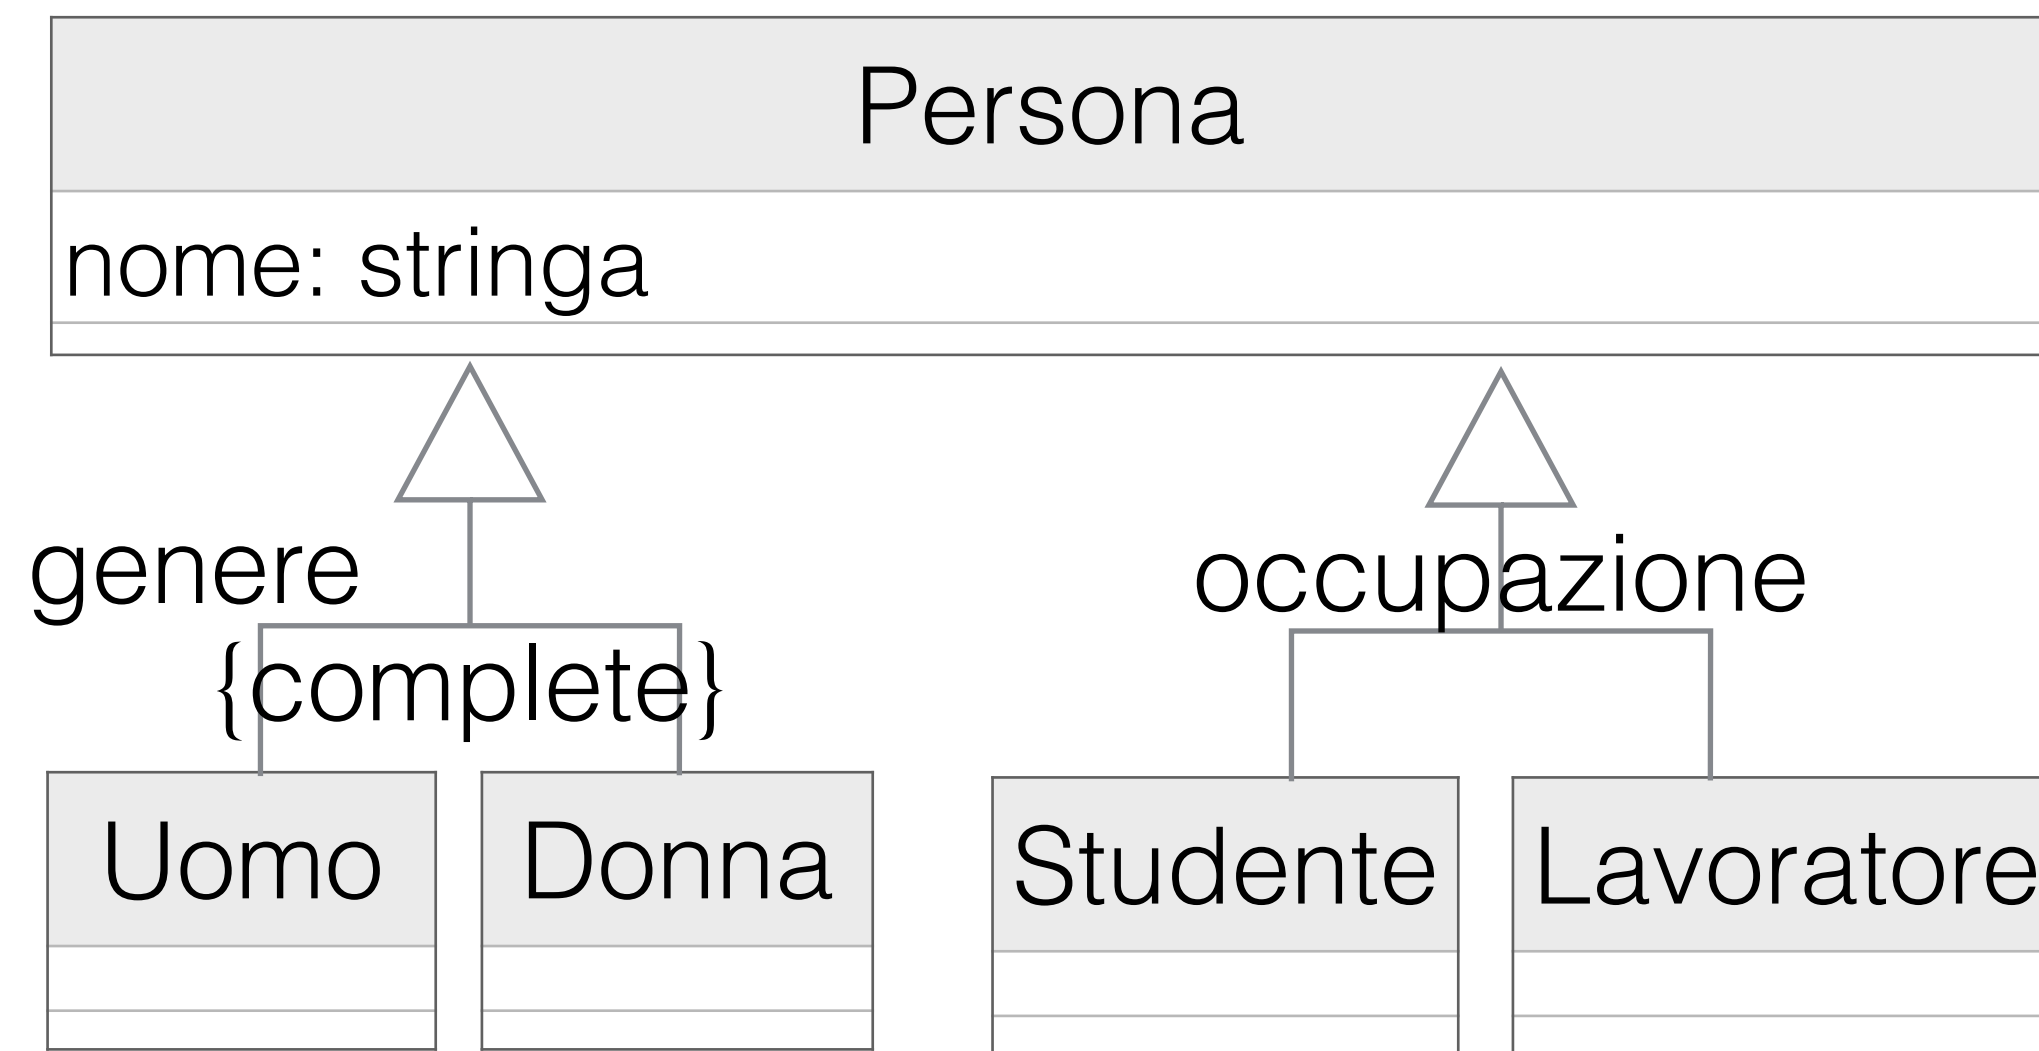 Persona
nome: stringa
genere
occupazione
{complete}
Uomo
Donna
Studente
Lavoratore